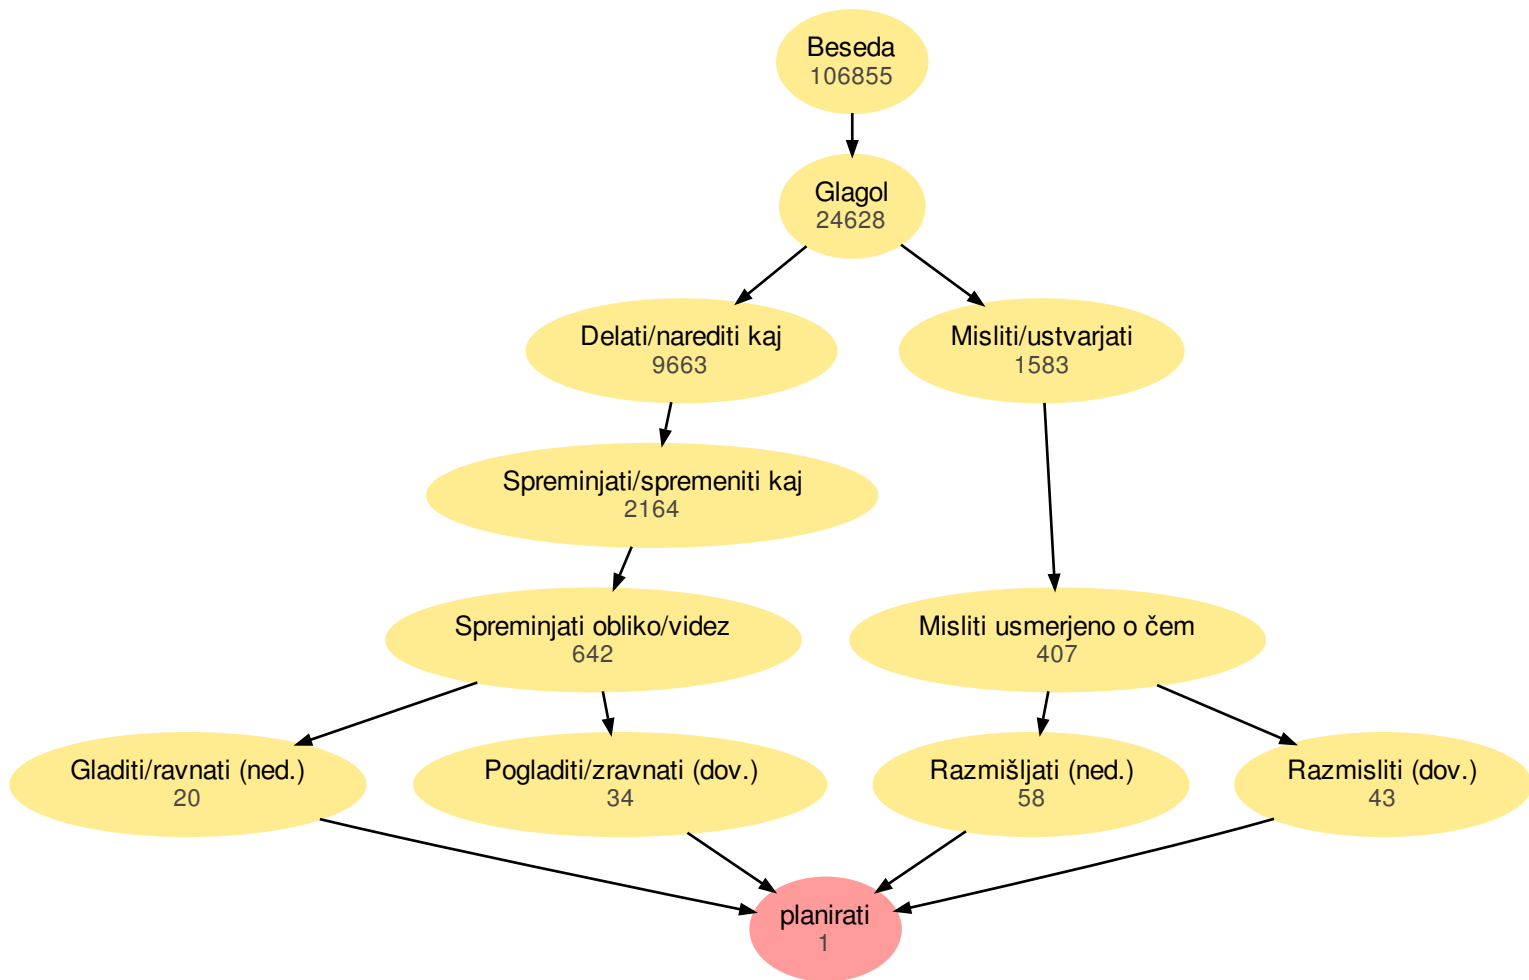 Beseda
106855
Glagol
24628
Delati/narediti kaj
9663
Misliti/ustvarjati
1583
Spreminjati/spremeniti kaj
2164
Spreminjati obliko/videz
642
Misliti usmerjeno o čem
407
Gladiti/ravnati (ned.)
20
Pogladiti/zravnati (dov.)
34
Razmišljati (ned.)
58
Razmisliti (dov.)
43
planirati
1